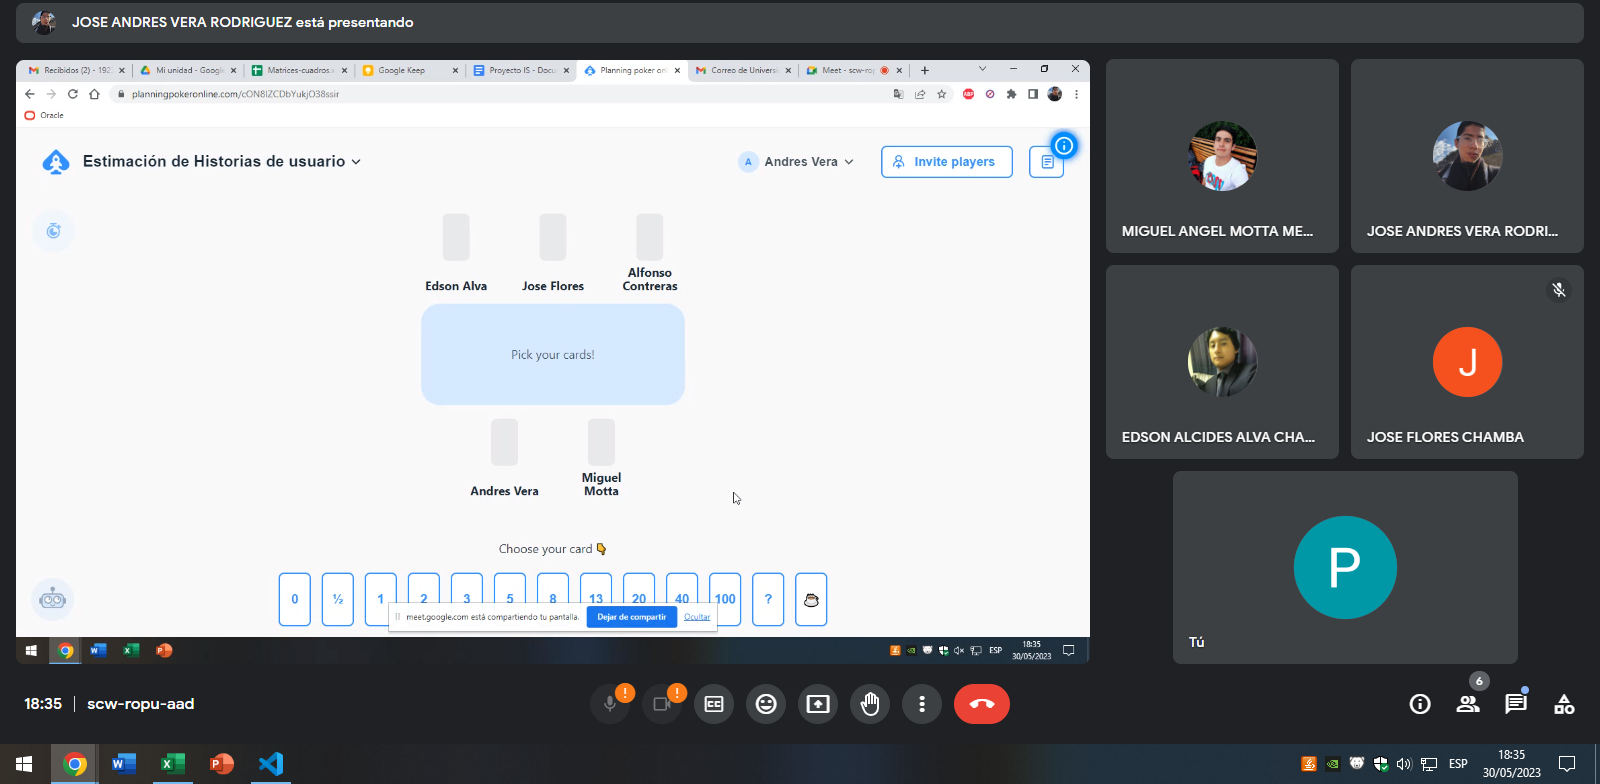 JOSE ANDRES VERA RODRIGUEZ está presentando
Recibidos (2) - 192
Mi unidad - Google
Matrices-cuadros.
Google Keep
Proyecto IS - Docu
Planning poker on
Correo de Universi
Meet - scw-rop
planningpokeronline.com/cON8IZCDbYukjO38ssir
ABP
Oracle
Estimación de Historias de usuario
A
Andres Vera
Invite players
Edson Alva
Jose Flores
Alfonso
Contreras
Pick your cards!
Andres Vera
Miguel
Motta
Choose your card
0
½
1
2
3
5
8
13
20
40
100
?
meet.google.com está compartiendo tu pantalla.
Dejar de compartir
Ocultar
ESP
18:35
30/05/2023
MIGUEL ANGEL MOTTA ME...
JOSE ANDRES VERA RODRI...
EDSON ALCIDES ALVA CHA...
J
JOSE FLORES CHAMBA
P
Tú
18:35
scw-ropu-aad
!
!
CC
6
ESP
18:35
30/05/2023